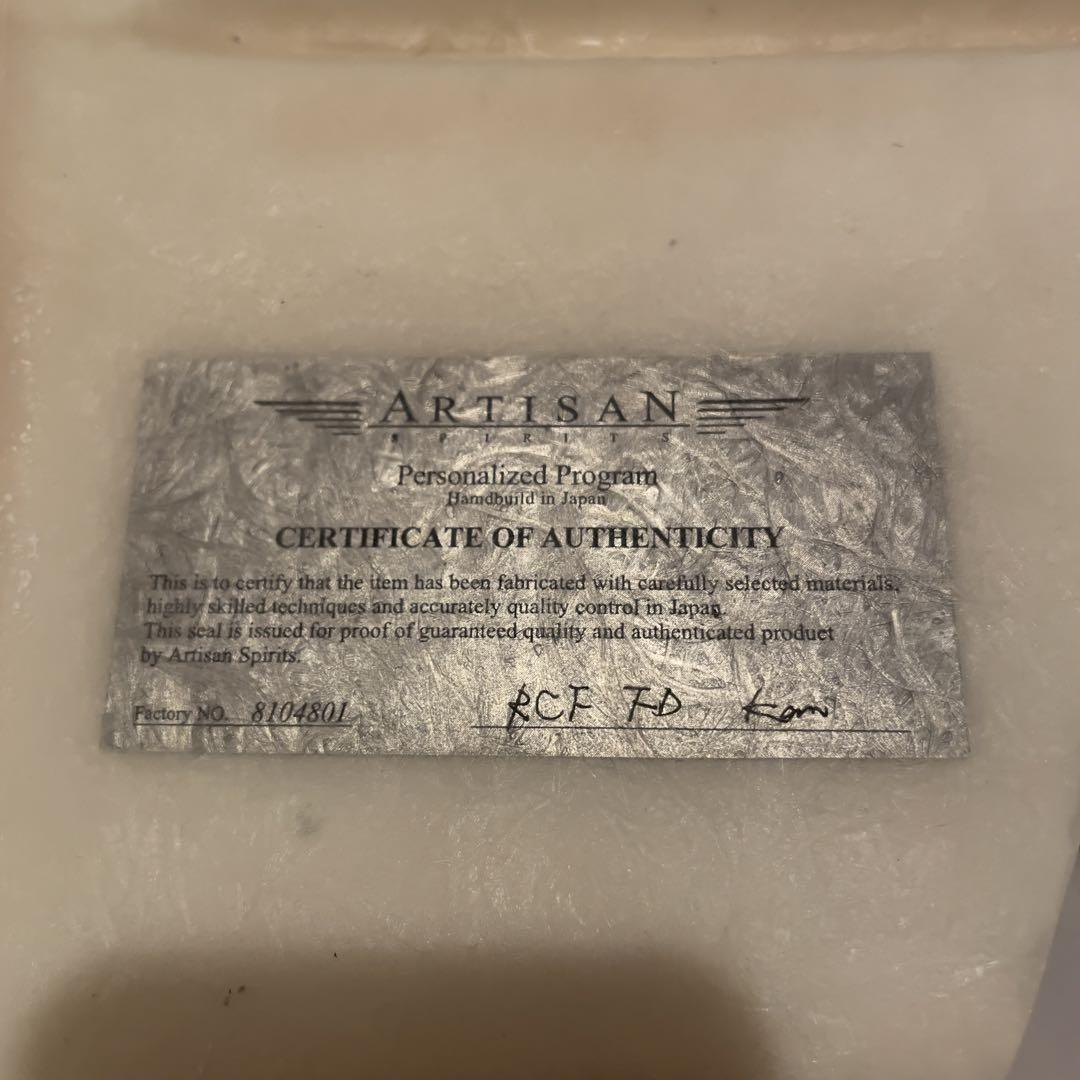 ARTISAN
SPIRITS
Personalized Program
Hamdbuild in Japan
CERTIFICATE OF AUTHENTICITY
This is to certify that the item has been fabricated with carefully selected materials,
highly skilled techniques and accurately quality control in Japan.
This seal is issued for proof of guaranteed quality and authenticated product
by Artisan Spirits.
Factory NO. 8104801 RCF FD